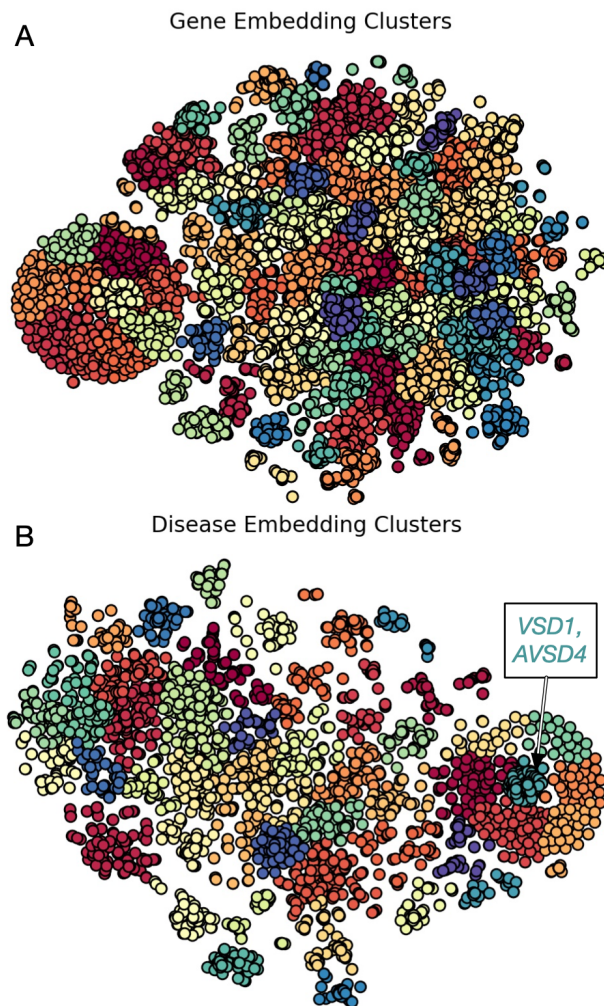 A
Gene Embedding Clusters
B
Disease Embedding Clusters
VSD1,
AVSD4